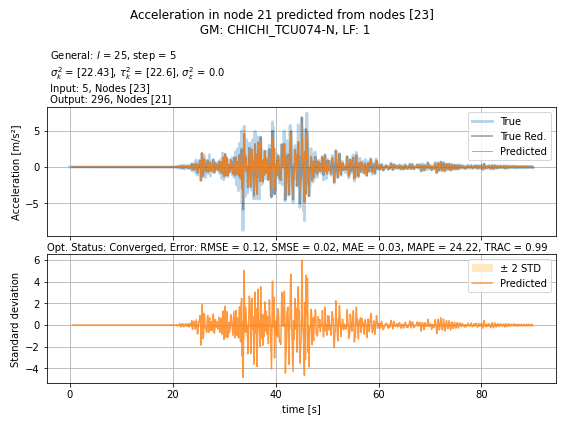 Acceleration in node 21 predicted from nodes [23]
GM: CHICHI_TCU074-N, LF: 1
General: l = 25, step = 5
σ²ₖ = [22.43], τ²ₖ = [22.6], σ²ε = 0.0
Input: 5, Nodes [23]
Output: 296, Nodes [21]
Acceleration [m/s²]
5
0
−5
True
True Red.
Predicted
Opt. Status: Converged, Error: RMSE = 0.12, SMSE = 0.02, MAE = 0.03, MAPE = 24.22, TRAC = 0.99
Standard deviation
6
4
2
0
−2
−4
± 2 STD
Predicted
0 20 40 60 80
time [s]